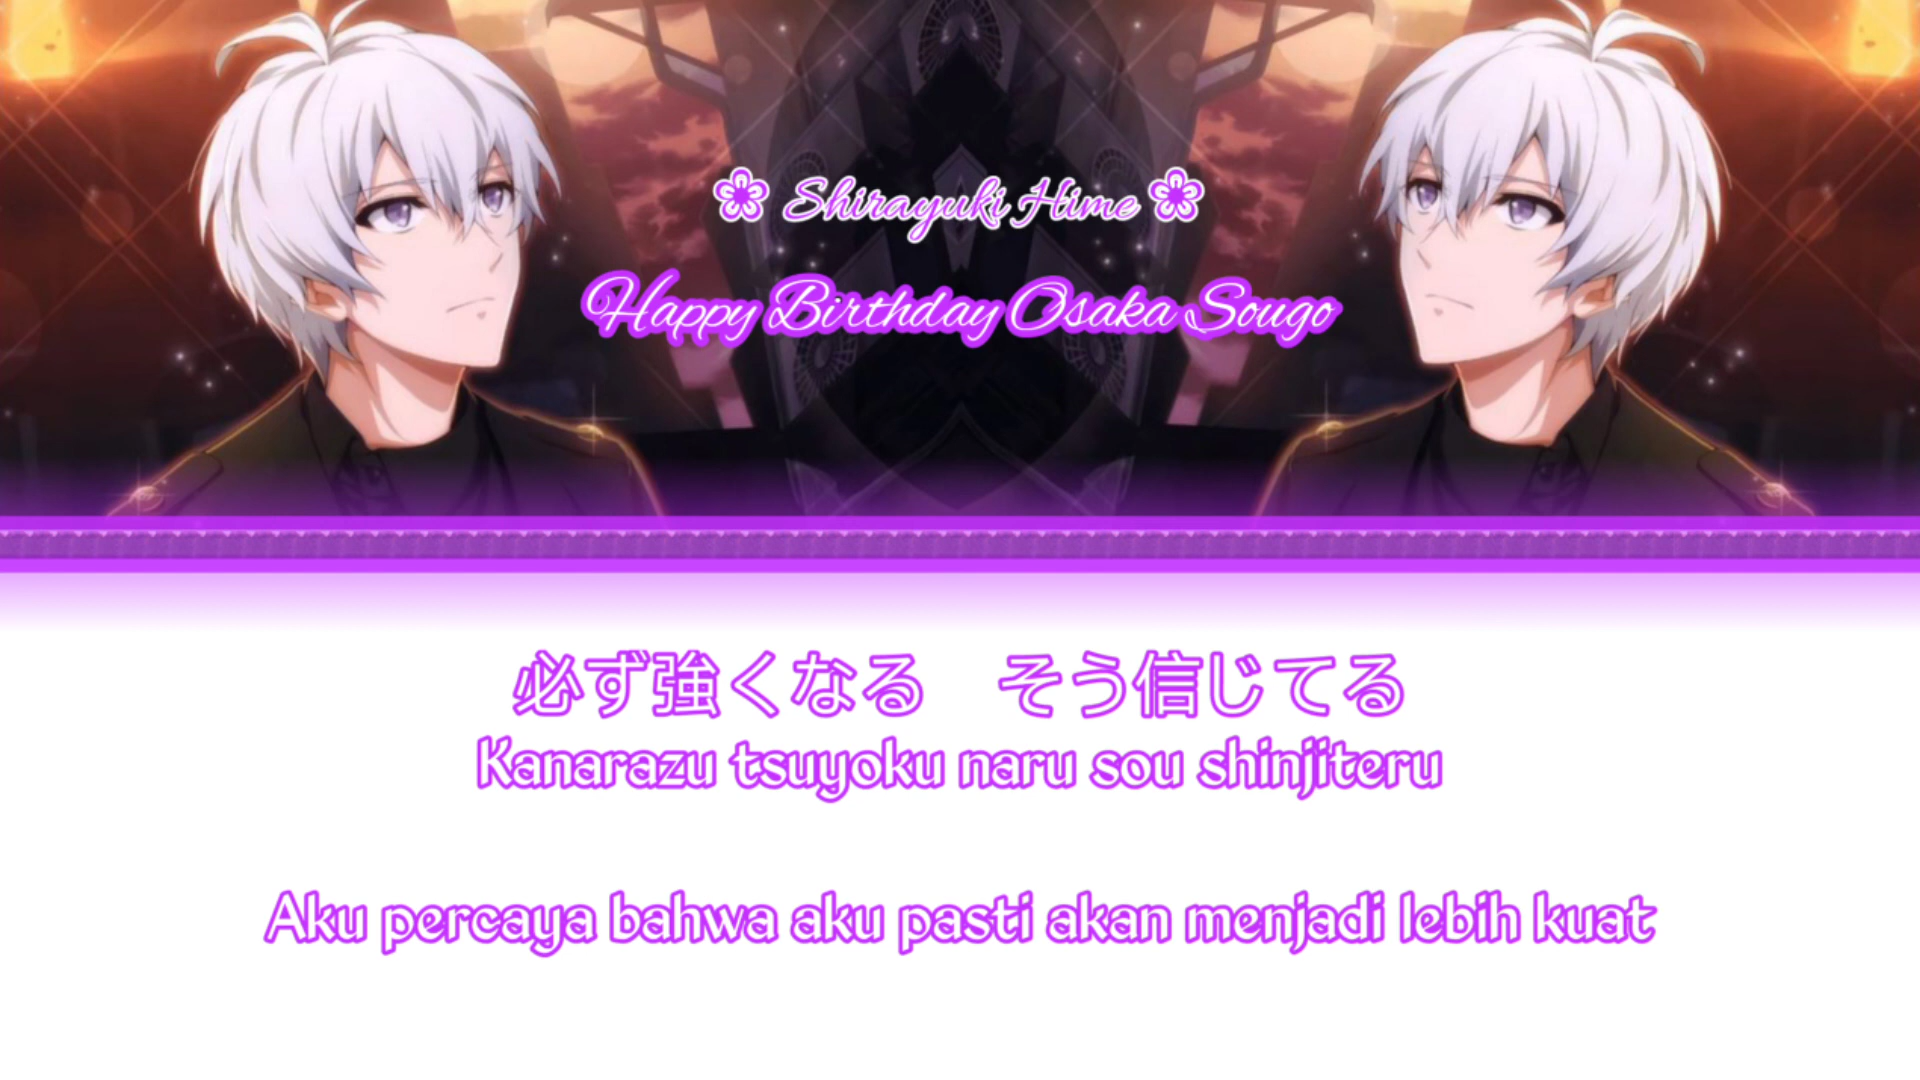 Shirayuki Hime
Happy Birthday Osaka Sougo
必ず強くなる　そう信じてる
Kanarazu tsuyoku naru sou shinjiteru
Aku percaya bahwa aku pasti akan menjadi lebih kuat